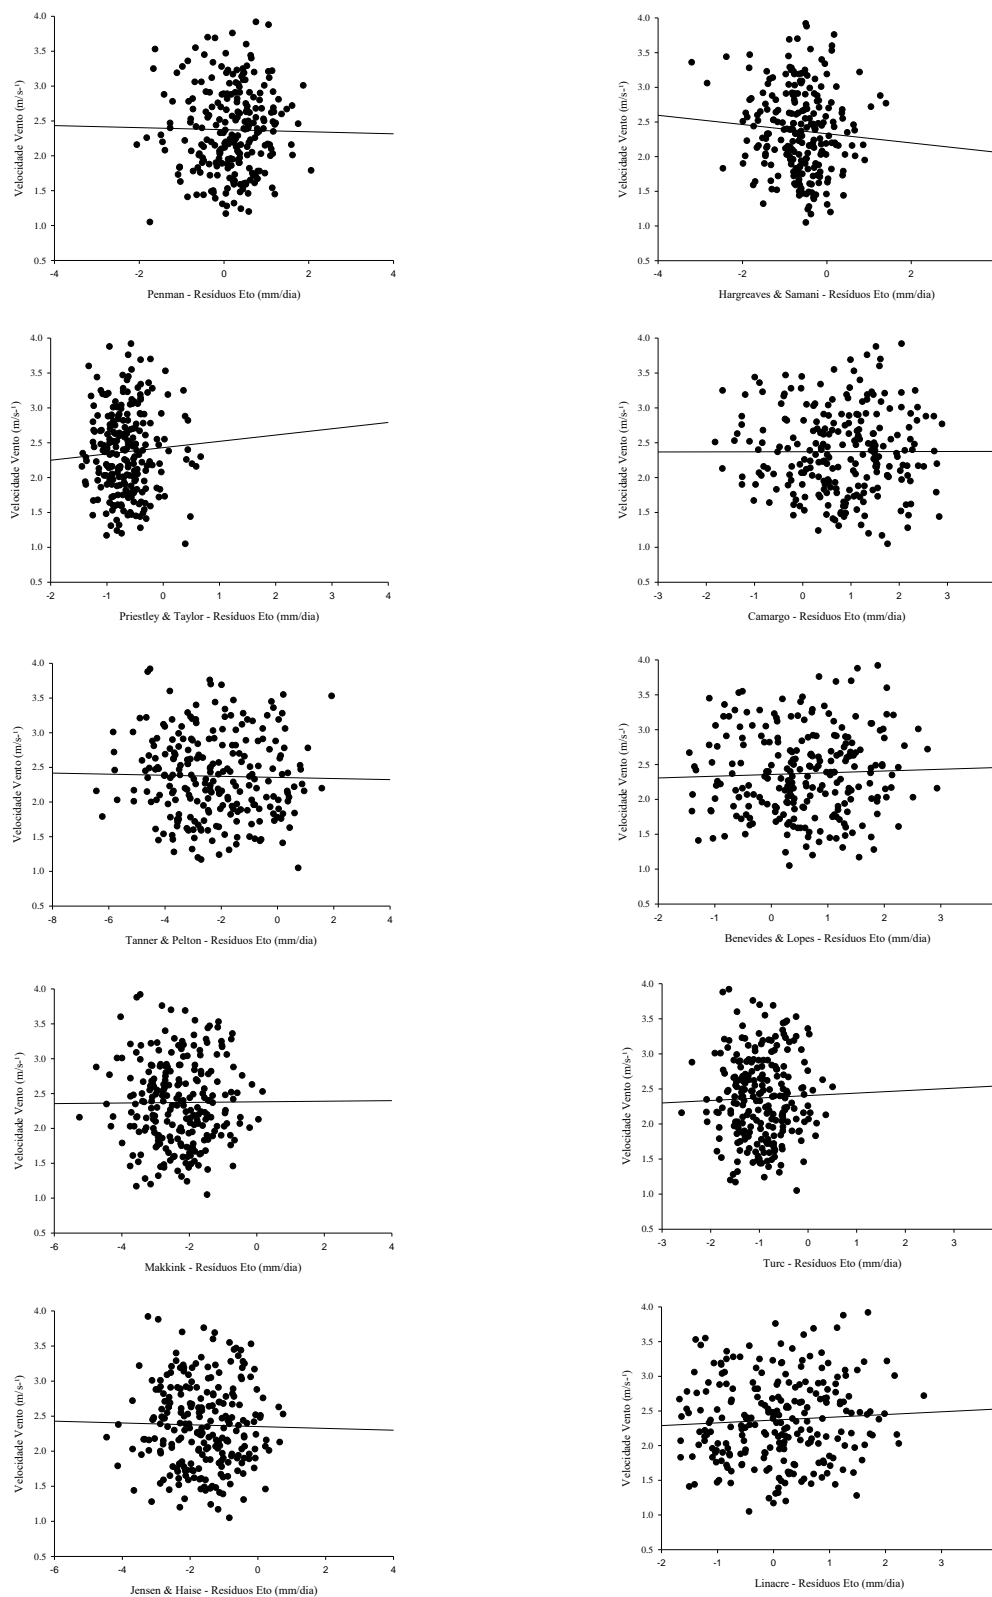 4.0
3.5
3.0
2.5
2.0
1.5
1.0
0.5
Velocidade Vento (m/s-¹)
-4 -2 0 2 4
Penman - Resíduos Eto (mm/dia)
4.0
3.5
3.0
2.5
2.0
1.5
1.0
0.5
Velocidade Vento (m/s-¹)
-4 -2 0 2
Hargreaves & Samani - Resíduos Eto (mm/dia)
4.0
3.5
3.0
2.5
2.0
1.5
1.0
0.5
Velocidade Vento (m/s-¹)
-2 -1 0 1 2 3 4
Priestley & Taylor - Resíduos Eto (mm/dia)
4.0
3.5
3.0
2.5
2.0
1.5
1.0
0.5
Velocidade Vento (m/s-¹)
-3 -2 -1 0 1 2 3
Camargo - Resíduos Eto (mm/dia)
4.0
3.5
3.0
2.5
2.0
1.5
1.0
0.5
Velocidade Vento (m/s-¹)
-8 -6 -4 -2 0 2 4
Tanner & Pelton - Resíduos Eto (mm/dia)
4.0
3.5
3.0
2.5
2.0
1.5
1.0
0.5
Velocidade Vento (m/s-¹)
-2 -1 0 1 2 3
Benevides & Lopes - Resíduos Eto (mm/dia)
4.0
3.5
3.0
2.5
2.0
1.5
1.0
0.5
Velocidade Vento (m/s-¹)
-6 -4 -2 0 2 4
Makkink - Resíduos Eto (mm/dia)
4.0
3.5
3.0
2.5
2.0
1.5
1.0
0.5
Velocidade Vento (m/s-¹)
-3 -2 -1 0 1 2 3
Turc - Resíduos Eto (mm/dia)
4.0
3.5
3.0
2.5
2.0
1.5
1.0
0.5
Velocidade Vento (m/s-¹)
-6 -4 -2 0 2 4
Jensen & Haise - Resíduos Eto (mm/dia)
4.0
3.5
3.0
2.5
2.0
1.5
1.0
0.5
Velocidade Vento (m/s-¹)
-2 -1 0 1 2 3
Linacre - Resíduos Eto (mm/dia)